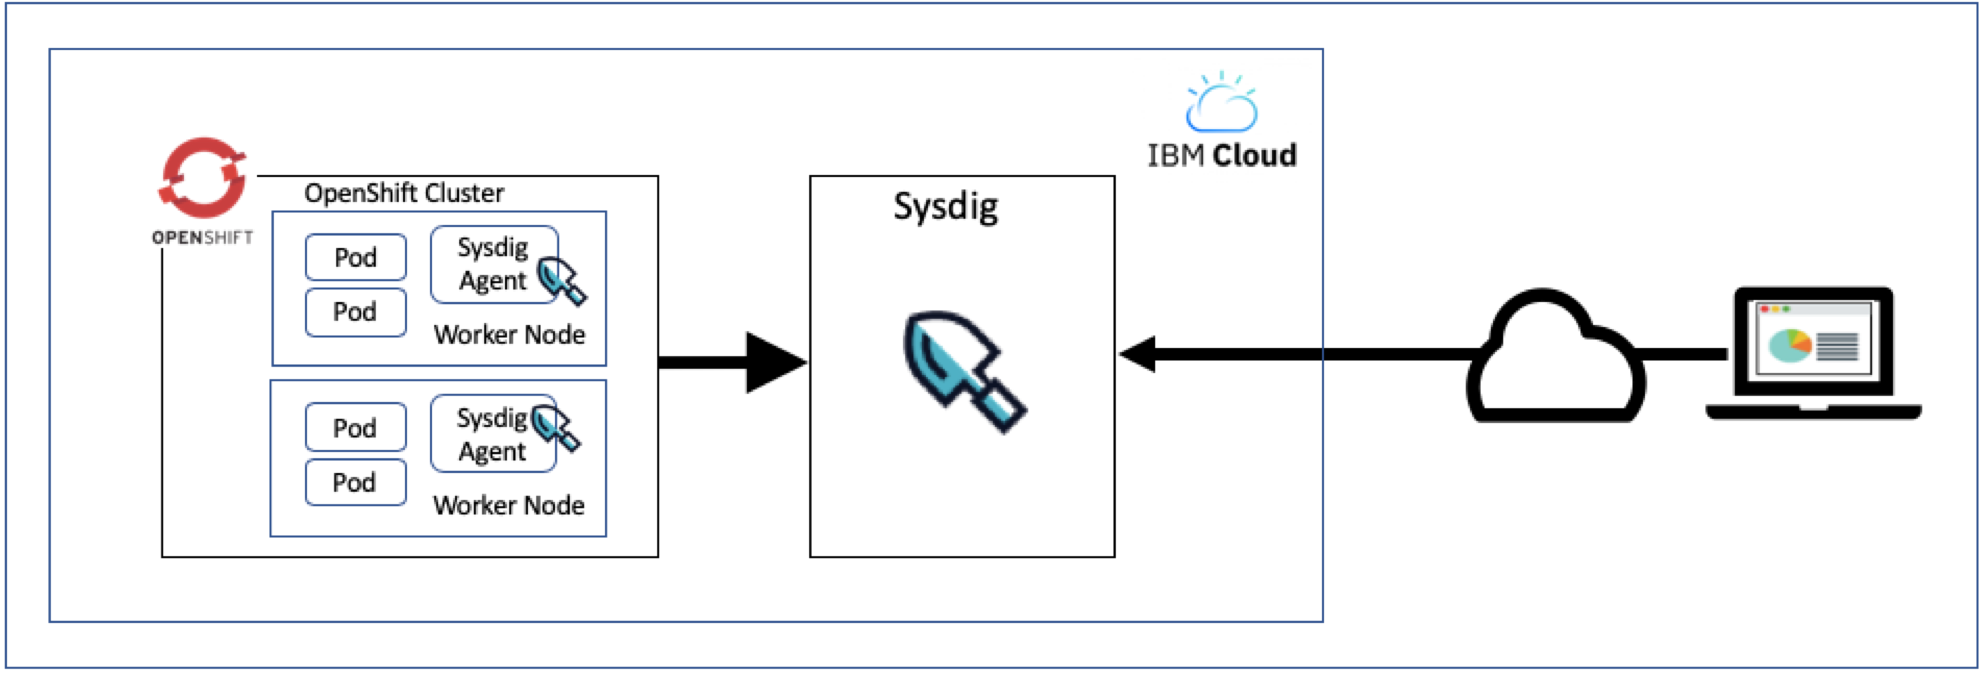 IBM Cloud
OPENSHIFT
OpenShift Cluster
Pod
Pod
Sysdig
Agent
Worker Node
Pod
Pod
Sysdig
Agent
Worker Node
Sysdig